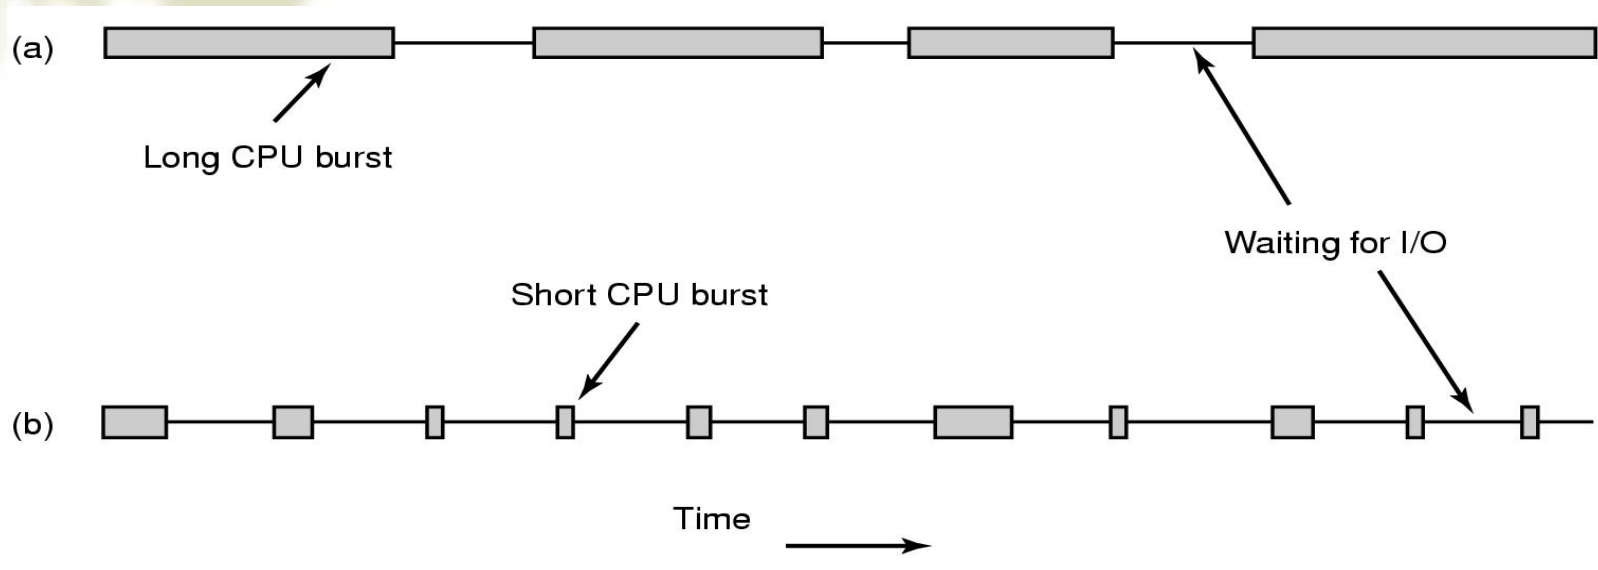 (a)
Long CPU burst
Waiting for I/O
Short CPU burst
(b)
Time